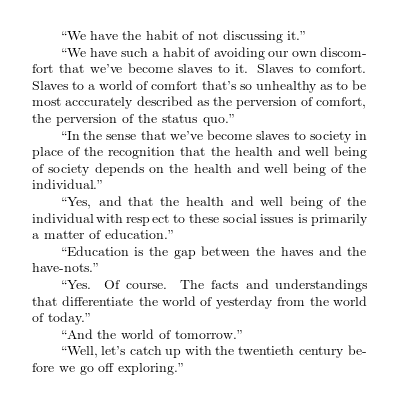 “We have the habit of not discussing it.”
“We have such a habit of avoiding our own discom-
fort that we’ve become slaves to it. Slaves to comfort.
Slaves to a world of comfort that’s so unhealthy as to be
most acccurately described as the perversion of comfort,
the perversion of the status quo.”
“In the sense that we’ve become slaves to society in
place of the recognition that the health and well being
of society depends on the health and well being of the
individual.”
“Yes, and that the health and well being of the
individual with respect to these social issues is primarily
a matter of education.”
“Education is the gap between the haves and the
have-nots.”
“Yes. Of course. The facts and understandings
that differentiate the world of yesterday from the world
of today.”
“And the world of tomorrow.”
“Well, let’s catch up with the twentieth century be-
fore we go off exploring.”